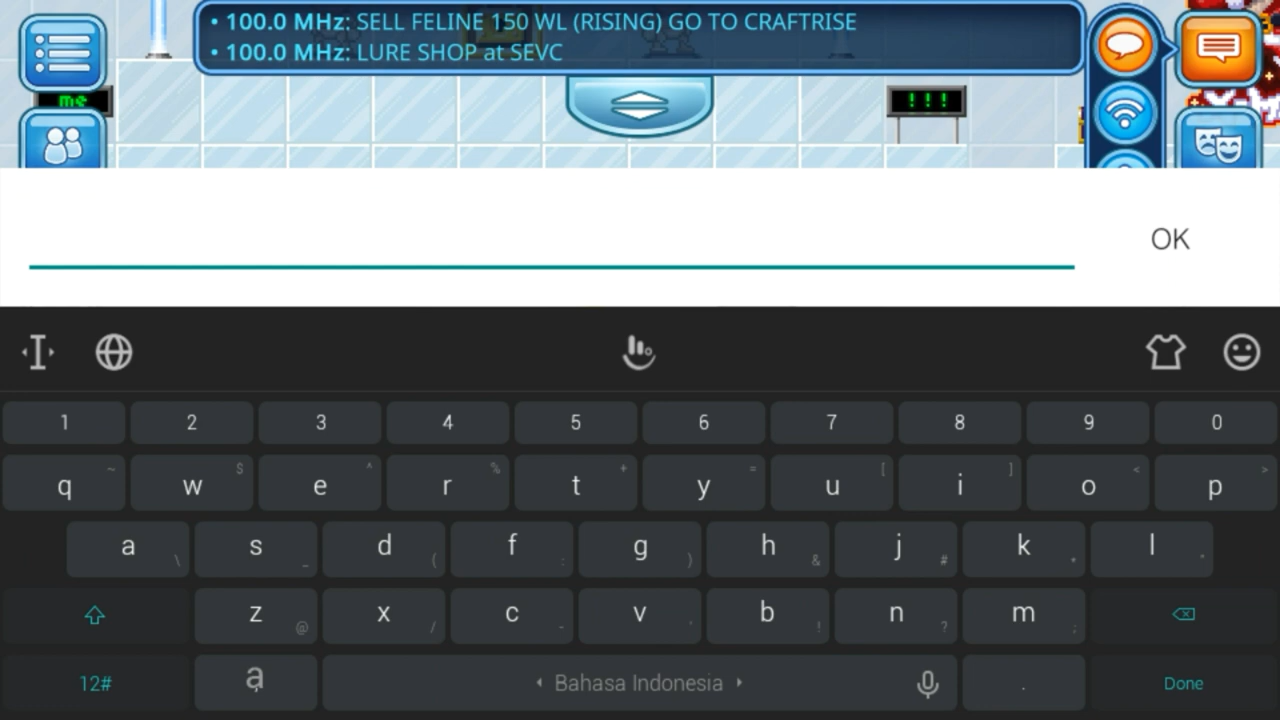 • 100.0 MHz: SELL FELINE 150 WL (RISING) GO TO CRAFTRISE
• 100.0 MHz: LURE SHOP at SEVC
me
!!!
OK
1 2 3 4 5 6 7 8 9 0
q ~ w $ e ^ r % t + y = u [ i ] o < p >
a \ s _ d ( f : g ) h & j # k * l "
z @ x / c - v ' b ! n ? m ;
12# a Bahasa Indonesia . Done